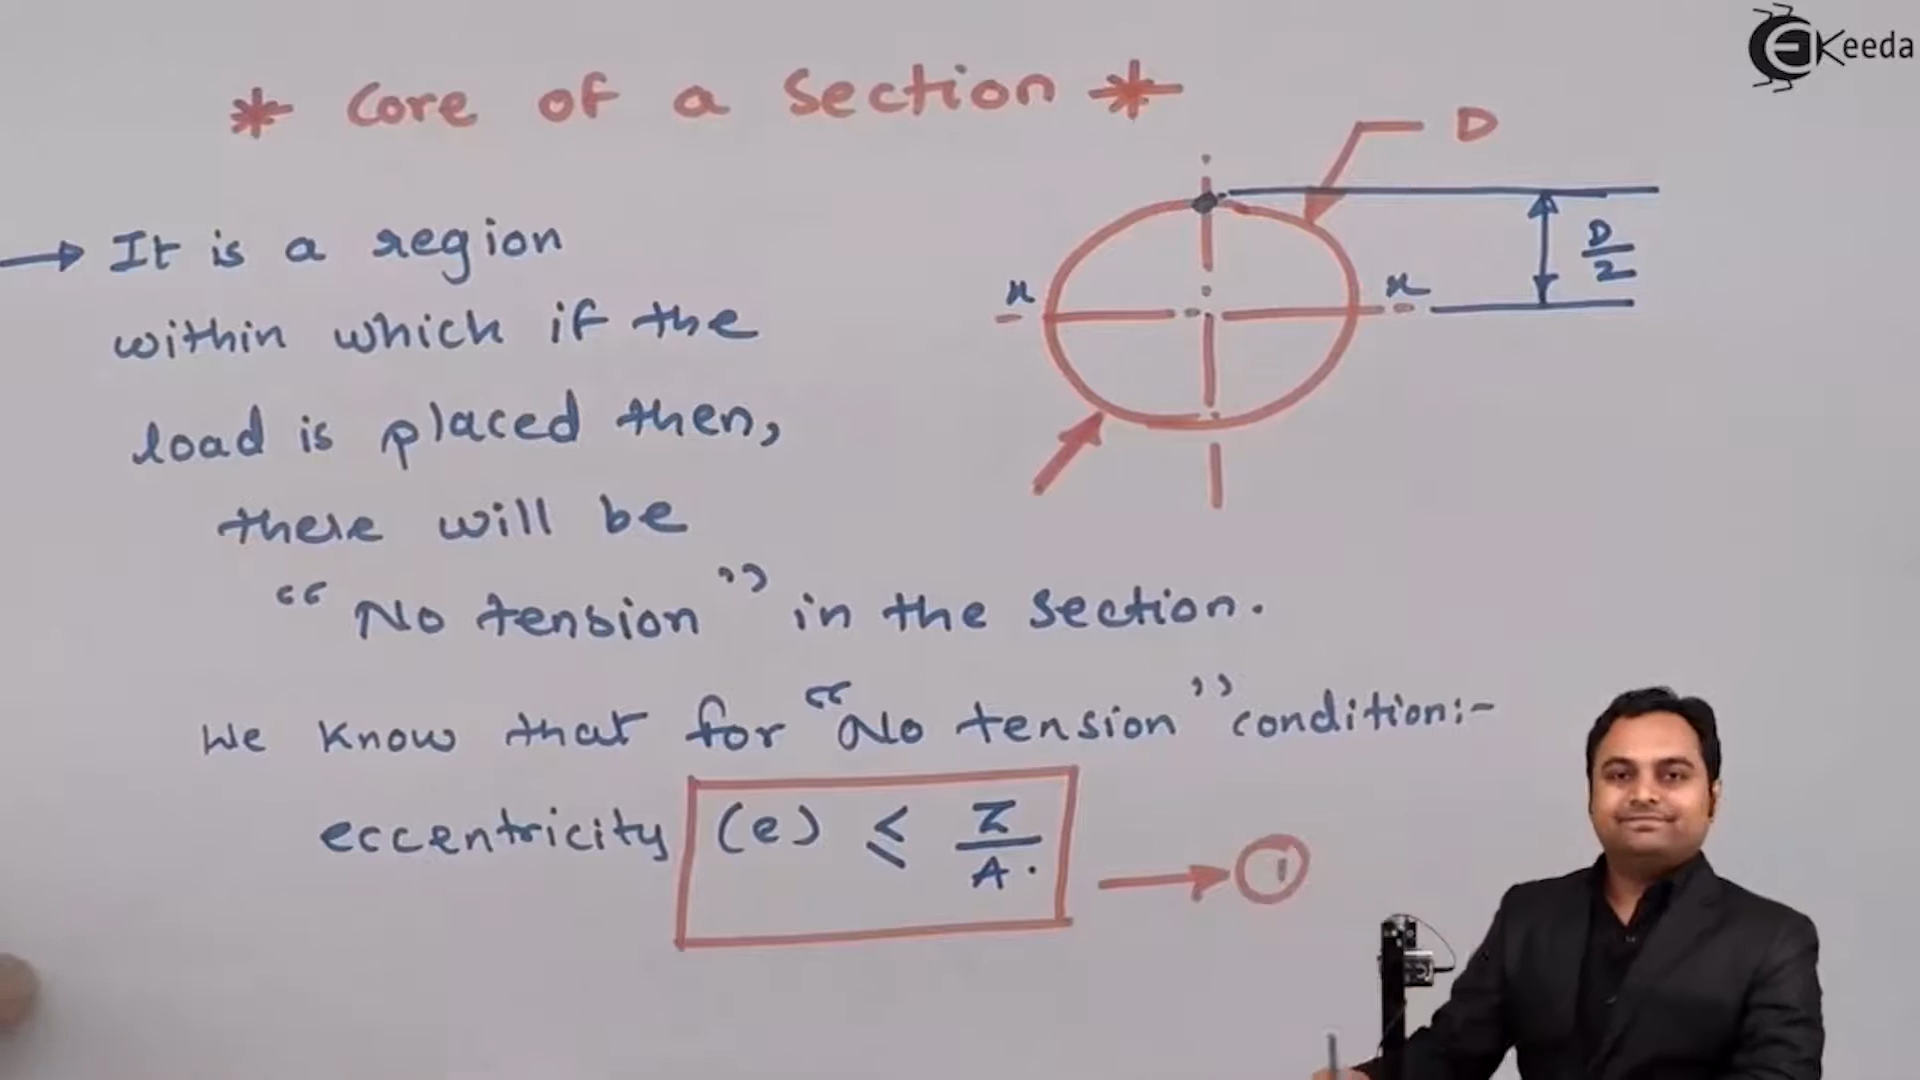 Ekeeda
* Core of a Section *
D
→ It is a region
within which if the
load is placed then,
there will be
"No tension" in the section.
x x
D/2
We know that for "No tension" condition:-
eccentricity (e) ≤ Z/A. → 1